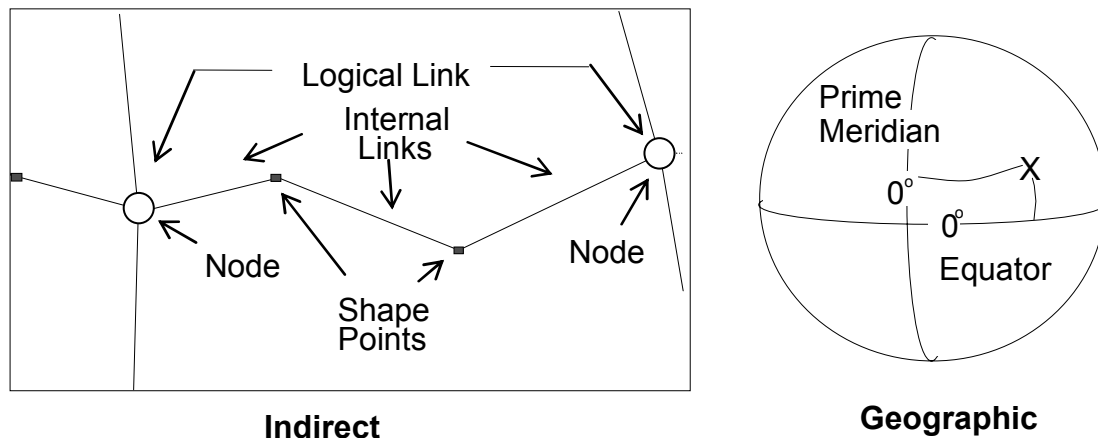 Logical Link
Internal
Links
Node
Node
Shape
Points
Indirect
Prime
Meridian
X
0°
0°
Equator
Geographic